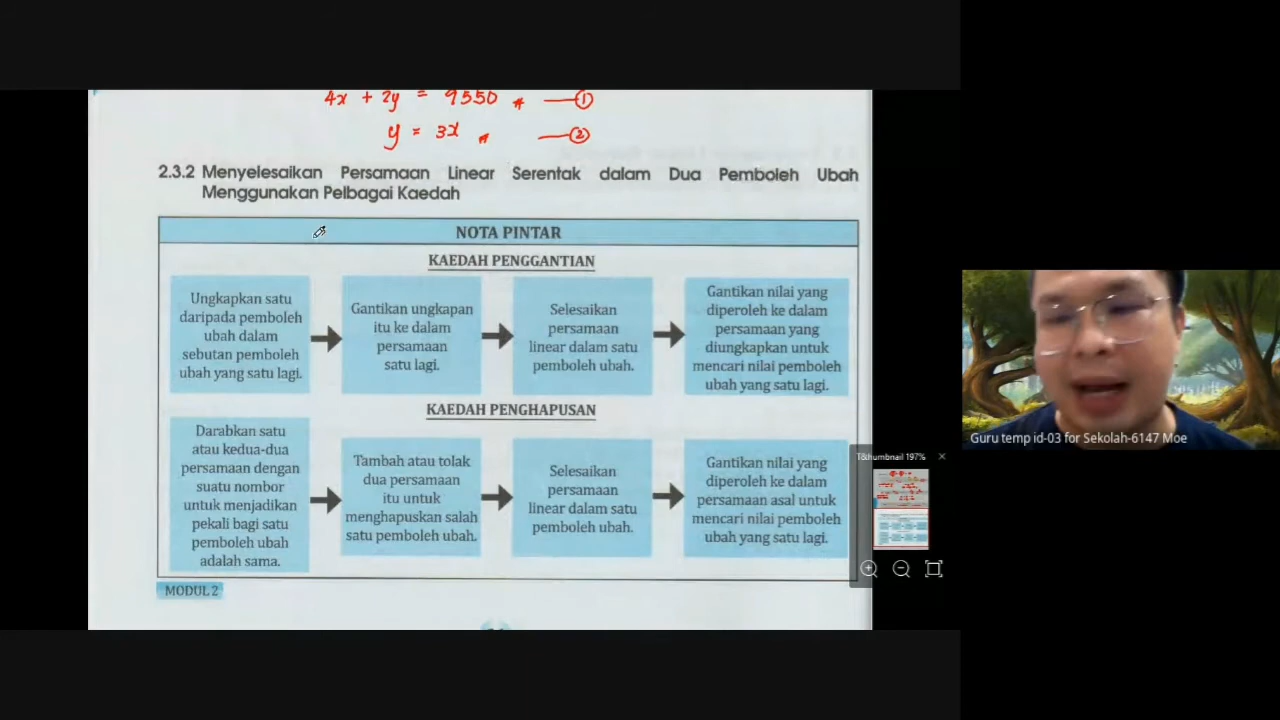 4x + 2y = 9550 * —①
y = 3x * —②
2.3.2 Menyelesaikan Persamaan Linear Serentak dalam Dua Pemboleh Ubah
Menggunakan Pelbagai Kaedah
NOTA PINTAR
KAEDAH PENGGANTIAN
Ungkapkan satu
daripada pemboleh
ubah dalam
sebutan pemboleh
ubah yang satu lagi.
Gantikan ungkapan
itu ke dalam
persamaan
satu lagi.
Selesaikan
persamaan
linear dalam satu
pemboleh ubah.
Gantikan nilai yang
diperoleh ke dalam
persamaan yang
diungkapkan untuk
mencari nilai pemboleh
ubah yang satu lagi.
KAEDAH PENGHAPUSAN
Darabkan satu
atau kedua-dua
persamaan dengan
suatu nombor
untuk menjadikan
pekali bagi satu
pemboleh ubah
adalah sama.
Tambah atau tolak
dua persamaan
itu untuk
menghapuskan salah
satu pemboleh ubah.
Selesaikan
persamaan
linear dalam satu
pemboleh ubah.
Gantikan nilai yang
diperoleh ke dalam
persamaan asal untuk
mencari nilai pemboleh
ubah yang satu lagi.
MODUL 2
Guru temp id-03 for Sekolah-6147 Moe
T&humbnail 197%